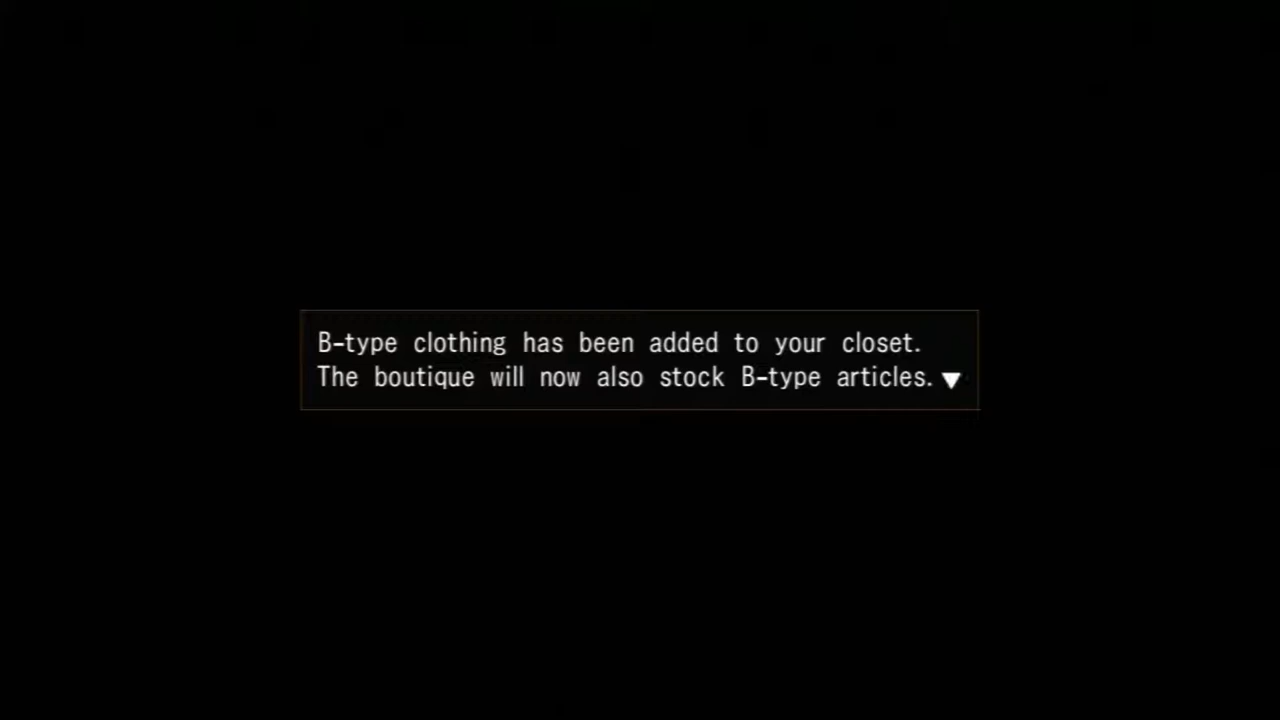 B-type clothing has been added to your closet.
The boutique will now also stock B-type articles.